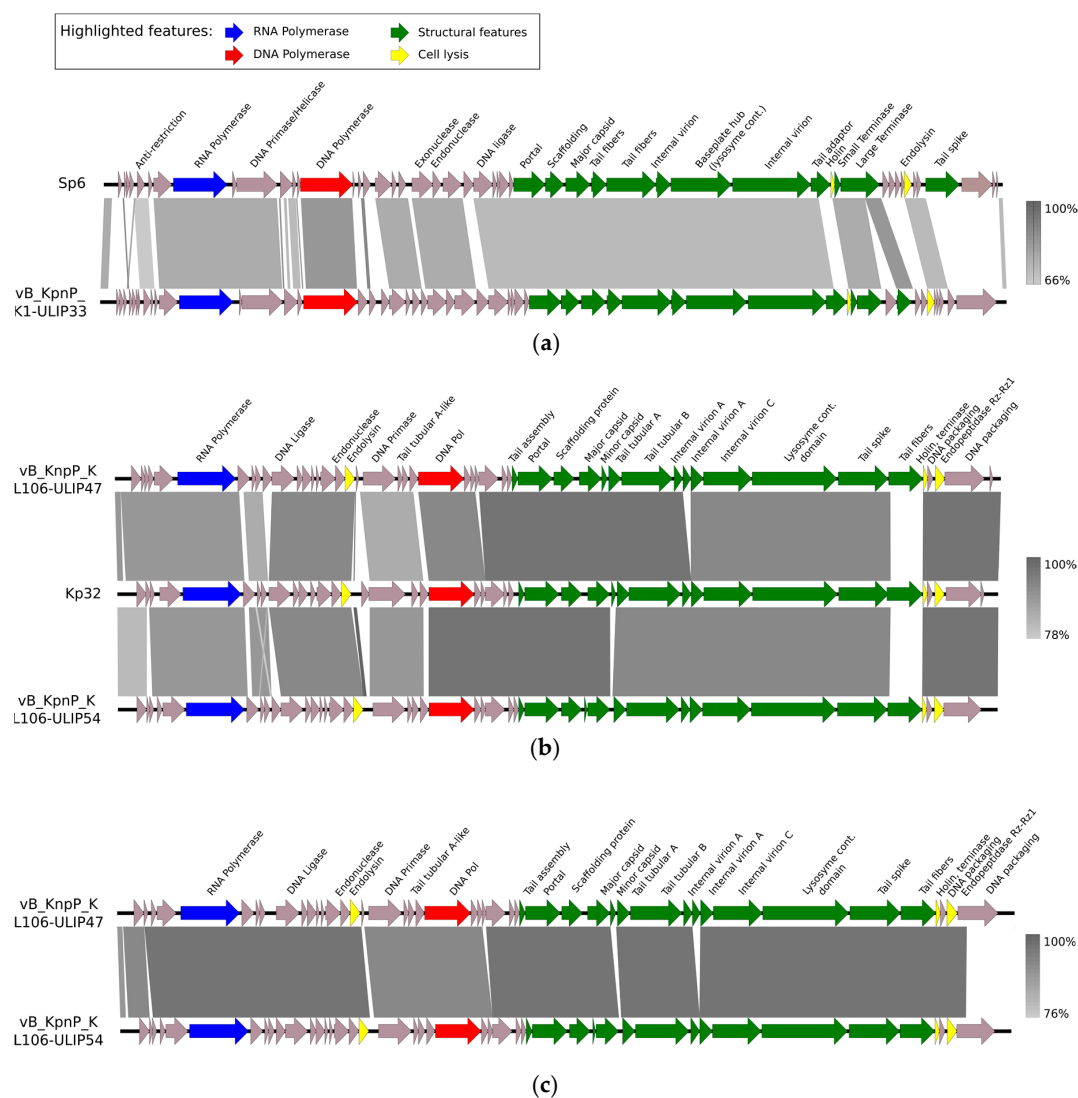 Highlighted features:
RNA Polymerase
DNA Polymerase
Structural features
Cell lysis
Anti-restriction
RNA Polymerase
DNA Primase/Helicase
DNA Polymerase
Exonuclease
Endonuclease
DNA ligase
Portal
Scaffolding
Major capsid
Tail fibers
Tail fibers
Internal virion
Baseplate hub
(lysosyme cont.)
Internal virion
Tail adaptor
Holin
Small Terminase
Large Terminase
Endolysin
Tail spike
Sp6
100%
66%
vB_KpnP_
K1-ULIP33
(a)
RNA Polymerase
DNA Ligase
Endonuclease
Endolysin
DNA Primase
Tail tubular A-like
DNA Pol
Tail assembly
Portal
Scaffolding protein
Major capsid
Minor capsid
Tail tubular A
Tail tubular B
Internal virion A
Internal virion A
Internal virion C
Lysosyme cont.
domain
Tail spike
Tail fibers
Holin, terninase
DNA packaging
Endopeptidase Rz-Rz1
DNA packaging
vB_KnpP_K
L106-ULIP47
Kp32
100%
78%
vB_KpnP_K
L106-ULIP54
(b)
RNA Polymerase
DNA Ligase
Endonuclease
Endolysin
DNA Primase
Tail tubular A-like
DNA Pol
Tail assembly
Portal
Scaffolding protein
Major capsid
Minor capsid
Tail tubular A
Tail tubular B
Internal virion A
Internal virion A
Internal virion C
Lysosyme cont.
domain
Tail spike
Tail fibers
Holin, terninase
DNA packaging
Endopeptidase Rz-Rz1
DNA packaging
vB_KnpP_K
L106-ULIP47
100%
76%
vB_KpnP_K
L106-ULIP54
(c)